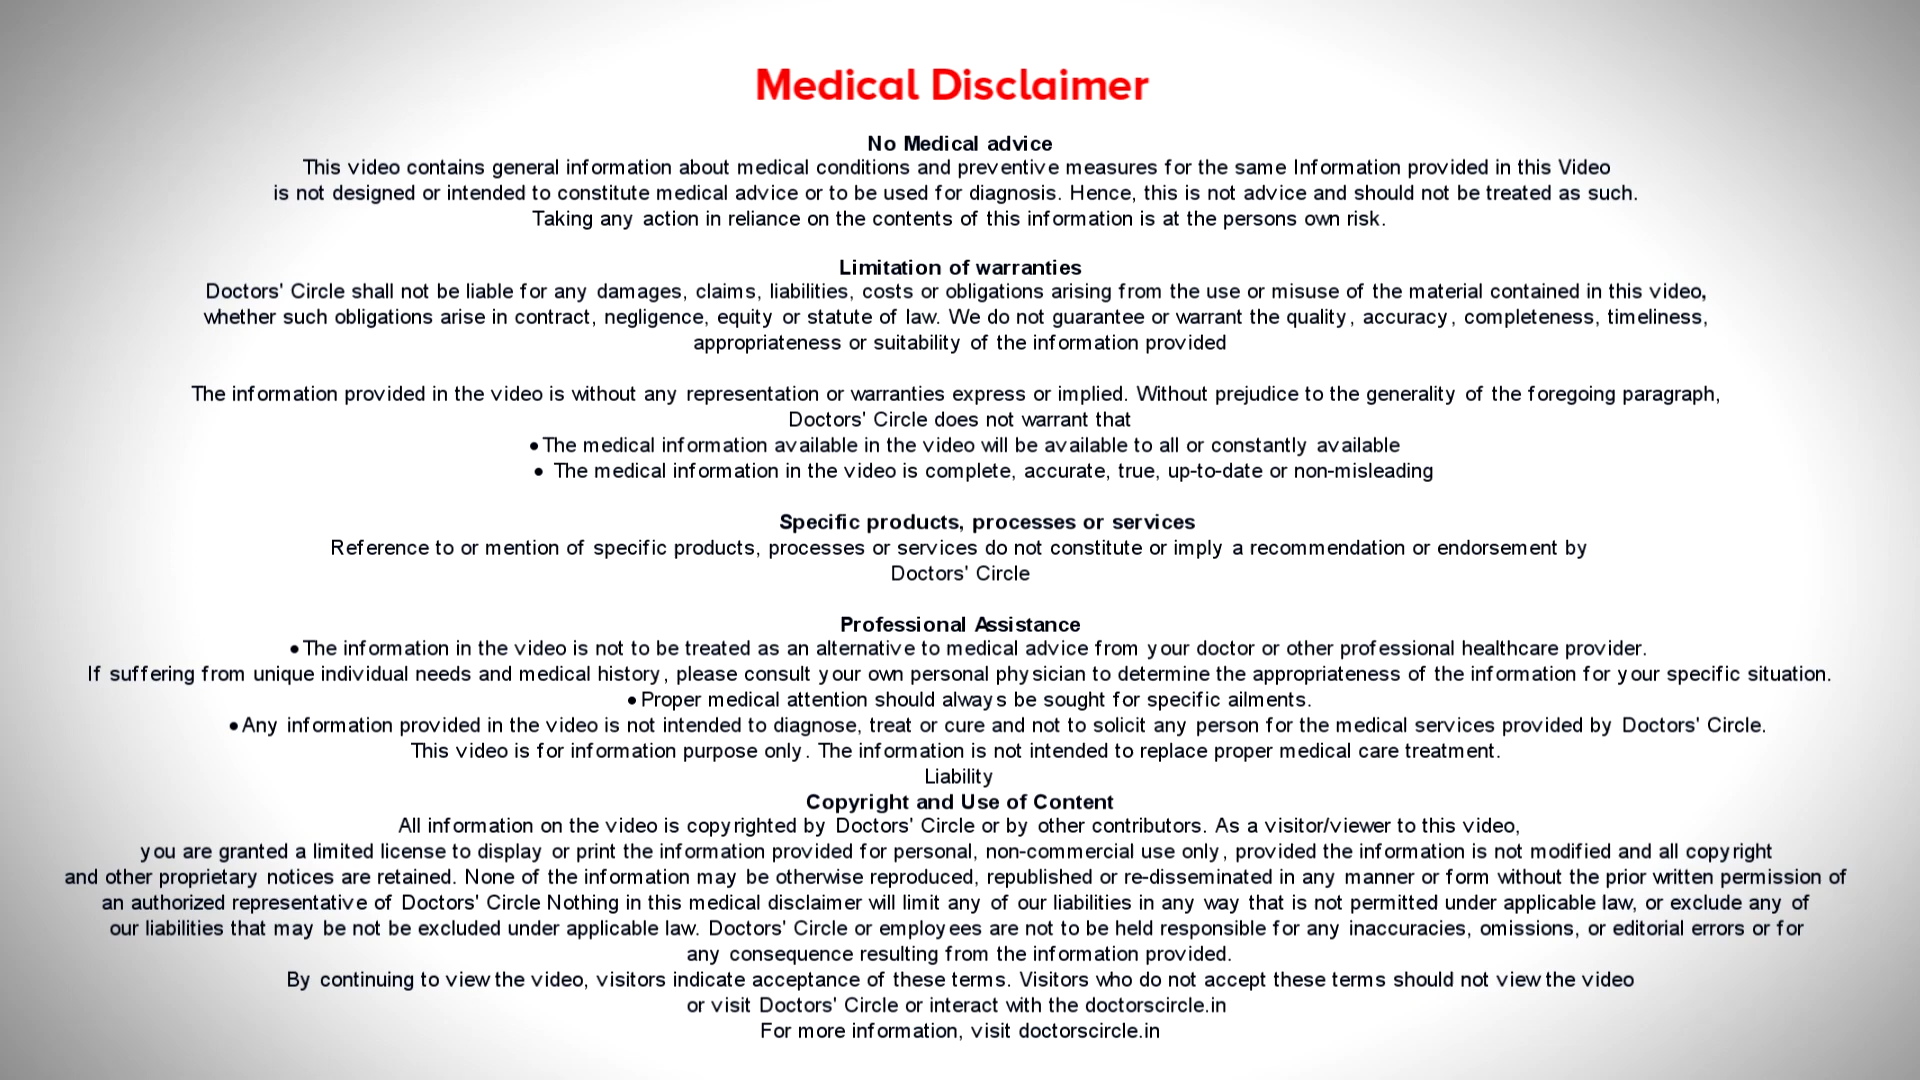 Medical Disclaimer
No Medical advice
This video contains general information about medical conditions and preventive measures for the same Information provided in this Video
is not designed or intended to constitute medical advice or to be used for diagnosis. Hence, this is not advice and should not be treated as such.
Taking any action in reliance on the contents of this information is at the persons own risk.
Limitation of warranties
Doctors' Circle shall not be liable for any damages, claims, liabilities, costs or obligations arising from the use or misuse of the material contained in this video,
whether such obligations arise in contract, negligence, equity or statute of law. We do not guarantee or warrant the quality, accuracy, completeness, timeliness,
appropriateness or suitability of the information provided
The information provided in the video is without any representation or warranties express or implied. Without prejudice to the generality of the foregoing paragraph,
Doctors' Circle does not warrant that
• The medical information available in the video will be available to all or constantly available
• The medical information in the video is complete, accurate, true, up-to-date or non-misleading
Specific products, processes or services
Reference to or mention of specific products, processes or services do not constitute or imply a recommendation or endorsement by
Doctors' Circle
Professional Assistance
• The information in the video is not to be treated as an alternative to medical advice from your doctor or other professional healthcare provider.
If suffering from unique individual needs and medical history, please consult your own personal physician to determine the appropriateness of the information for your specific situation.
• Proper medical attention should always be sought for specific ailments.
• Any information provided in the video is not intended to diagnose, treat or cure and not to solicit any person for the medical services provided by Doctors' Circle.
This video is for information purpose only. The information is not intended to replace proper medical care treatment.
Liability
Copyright and Use of Content
All information on the video is copyrighted by Doctors' Circle or by other contributors. As a visitor/viewer to this video,
you are granted a limited license to display or print the information provided for personal, non-commercial use only, provided the information is not modified and all copyright
and other proprietary notices are retained. None of the information may be otherwise reproduced, republished or re-disseminated in any manner or form without the prior written permission of
an authorized representative of Doctors' Circle Nothing in this medical disclaimer will limit any of our liabilities in any way that is not permitted under applicable law, or exclude any of
our liabilities that may be not be excluded under applicable law. Doctors' Circle or employees are not to be held responsible for any inaccuracies, omissions, or editorial errors or for
any consequence resulting from the information provided.
By continuing to view the video, visitors indicate acceptance of these terms. Visitors who do not accept these terms should not view the video
or visit Doctors' Circle or interact with the doctorscircle.in
For more information, visit doctorscircle.in